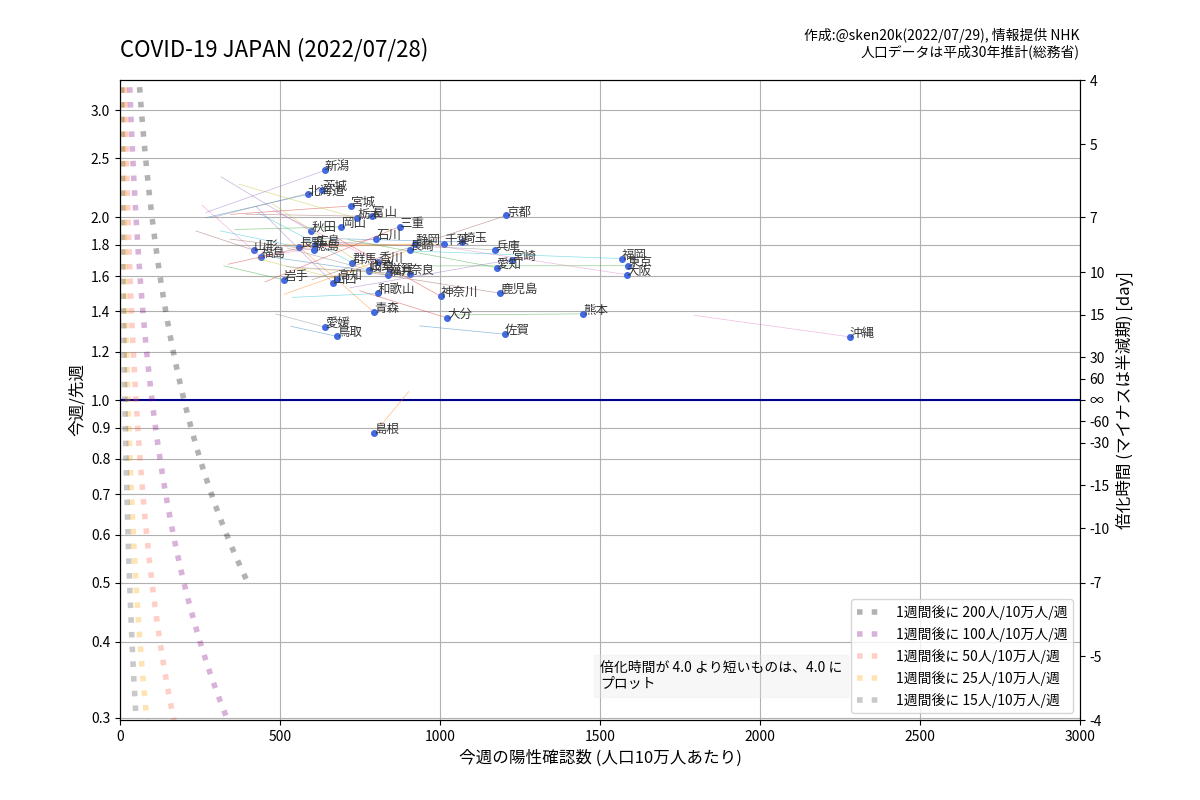 COVID-19 JAPAN (2022/07/28)
作成:@sken20k(2022/07/29), 情報提供 NHK
人口データは平成30年推計(総務省)
4
3.0
5
2.5
新潟
茨城
北海道
宮城
富山
栃木
京都
2.0
7
岡山
三重
秋田
石川
静岡
千葉
埼玉
長野
広島
徳島
長崎
兵庫
1.8
山形
福島
宮崎
福岡
群馬
香川
愛知
東京
大阪
奈良
岩手
高知
山口
1.6
10
和歌山
神奈川
鹿児島
青森
大分
熊本
1.4
15
愛媛
鳥取
佐賀
沖縄
1.2
30
60
1.0
∞
島根
0.9
-60
-30
0.8
0.7
-15
0.6
-10
0.5
-7
0.4
-5
0.3
-4
今週/先週
倍化時間 (マイナスは半減期) [day]
1週間後に 200人/10万人/週
1週間後に 100人/10万人/週
1週間後に 50人/10万人/週
1週間後に 25人/10万人/週
1週間後に 15人/10万人/週
倍化時間が 4.0 より短いものは、4.0 に
プロット
0 500 1000 1500 2000 2500 3000
今週の陽性確認数 (人口10万人あたり)